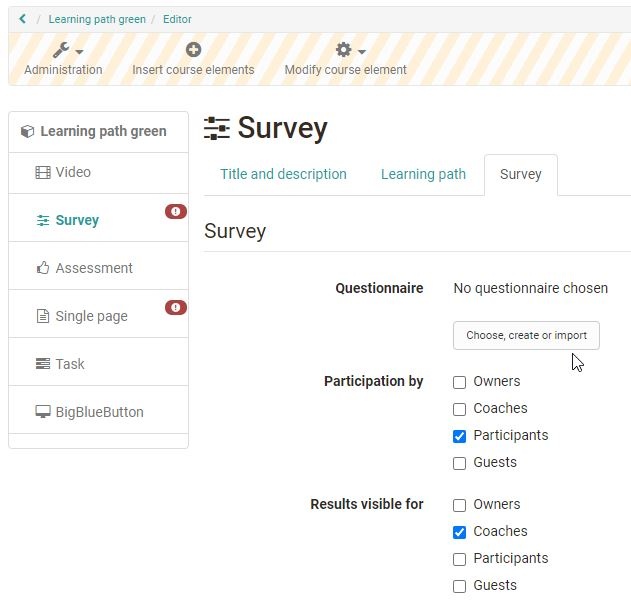 Learning path green / Editor
Administration Insert course elements Modify course element
Learning path green
Video
Survey
Assessment
Single page
Task
BigBlueButton
Survey
Title and description Learning path Survey
Survey
Questionnaire No questionnaire chosen
Choose, create or import
Participation by Owners
Coaches
Participants
Guests
Results visible for Owners
Coaches
Participants
Guests